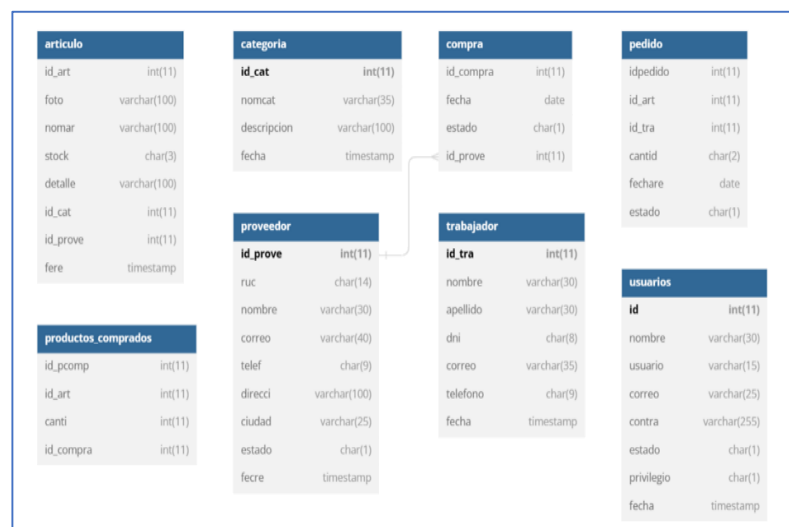 articulo
id_art int(11)
foto varchar(100)
nomar varchar(100)
stock char(3)
detalle varchar(100)
id_cat int(11)
id_prove int(11)
fere timestamp
productos_comprados
id_pcomp int(11)
id_art int(11)
canti int(11)
id_compra int(11)
categoria
id_cat int(11)
nomcat varchar(35)
descripcion varchar(100)
fecha timestamp
proveedor
id_prove int(11)
ruc char(14)
nombre varchar(30)
correo varchar(40)
telef char(9)
direcci varchar(100)
ciudad varchar(25)
estado char(1)
fecre timestamp
compra
id_compra int(11)
fecha date
estado char(1)
id_prove int(11)
trabajador
id_tra int(11)
nombre varchar(30)
apellido varchar(30)
dni char(8)
correo varchar(35)
telefono char(9)
fecha timestamp
pedido
idpedido int(11)
id_art int(11)
id_tra int(11)
cantid char(2)
fechare date
estado char(1)
usuarios
id int(11)
nombre varchar(30)
usuario varchar(15)
correo varchar(25)
contra varchar(255)
estado char(1)
privilegio char(1)
fecha timestamp